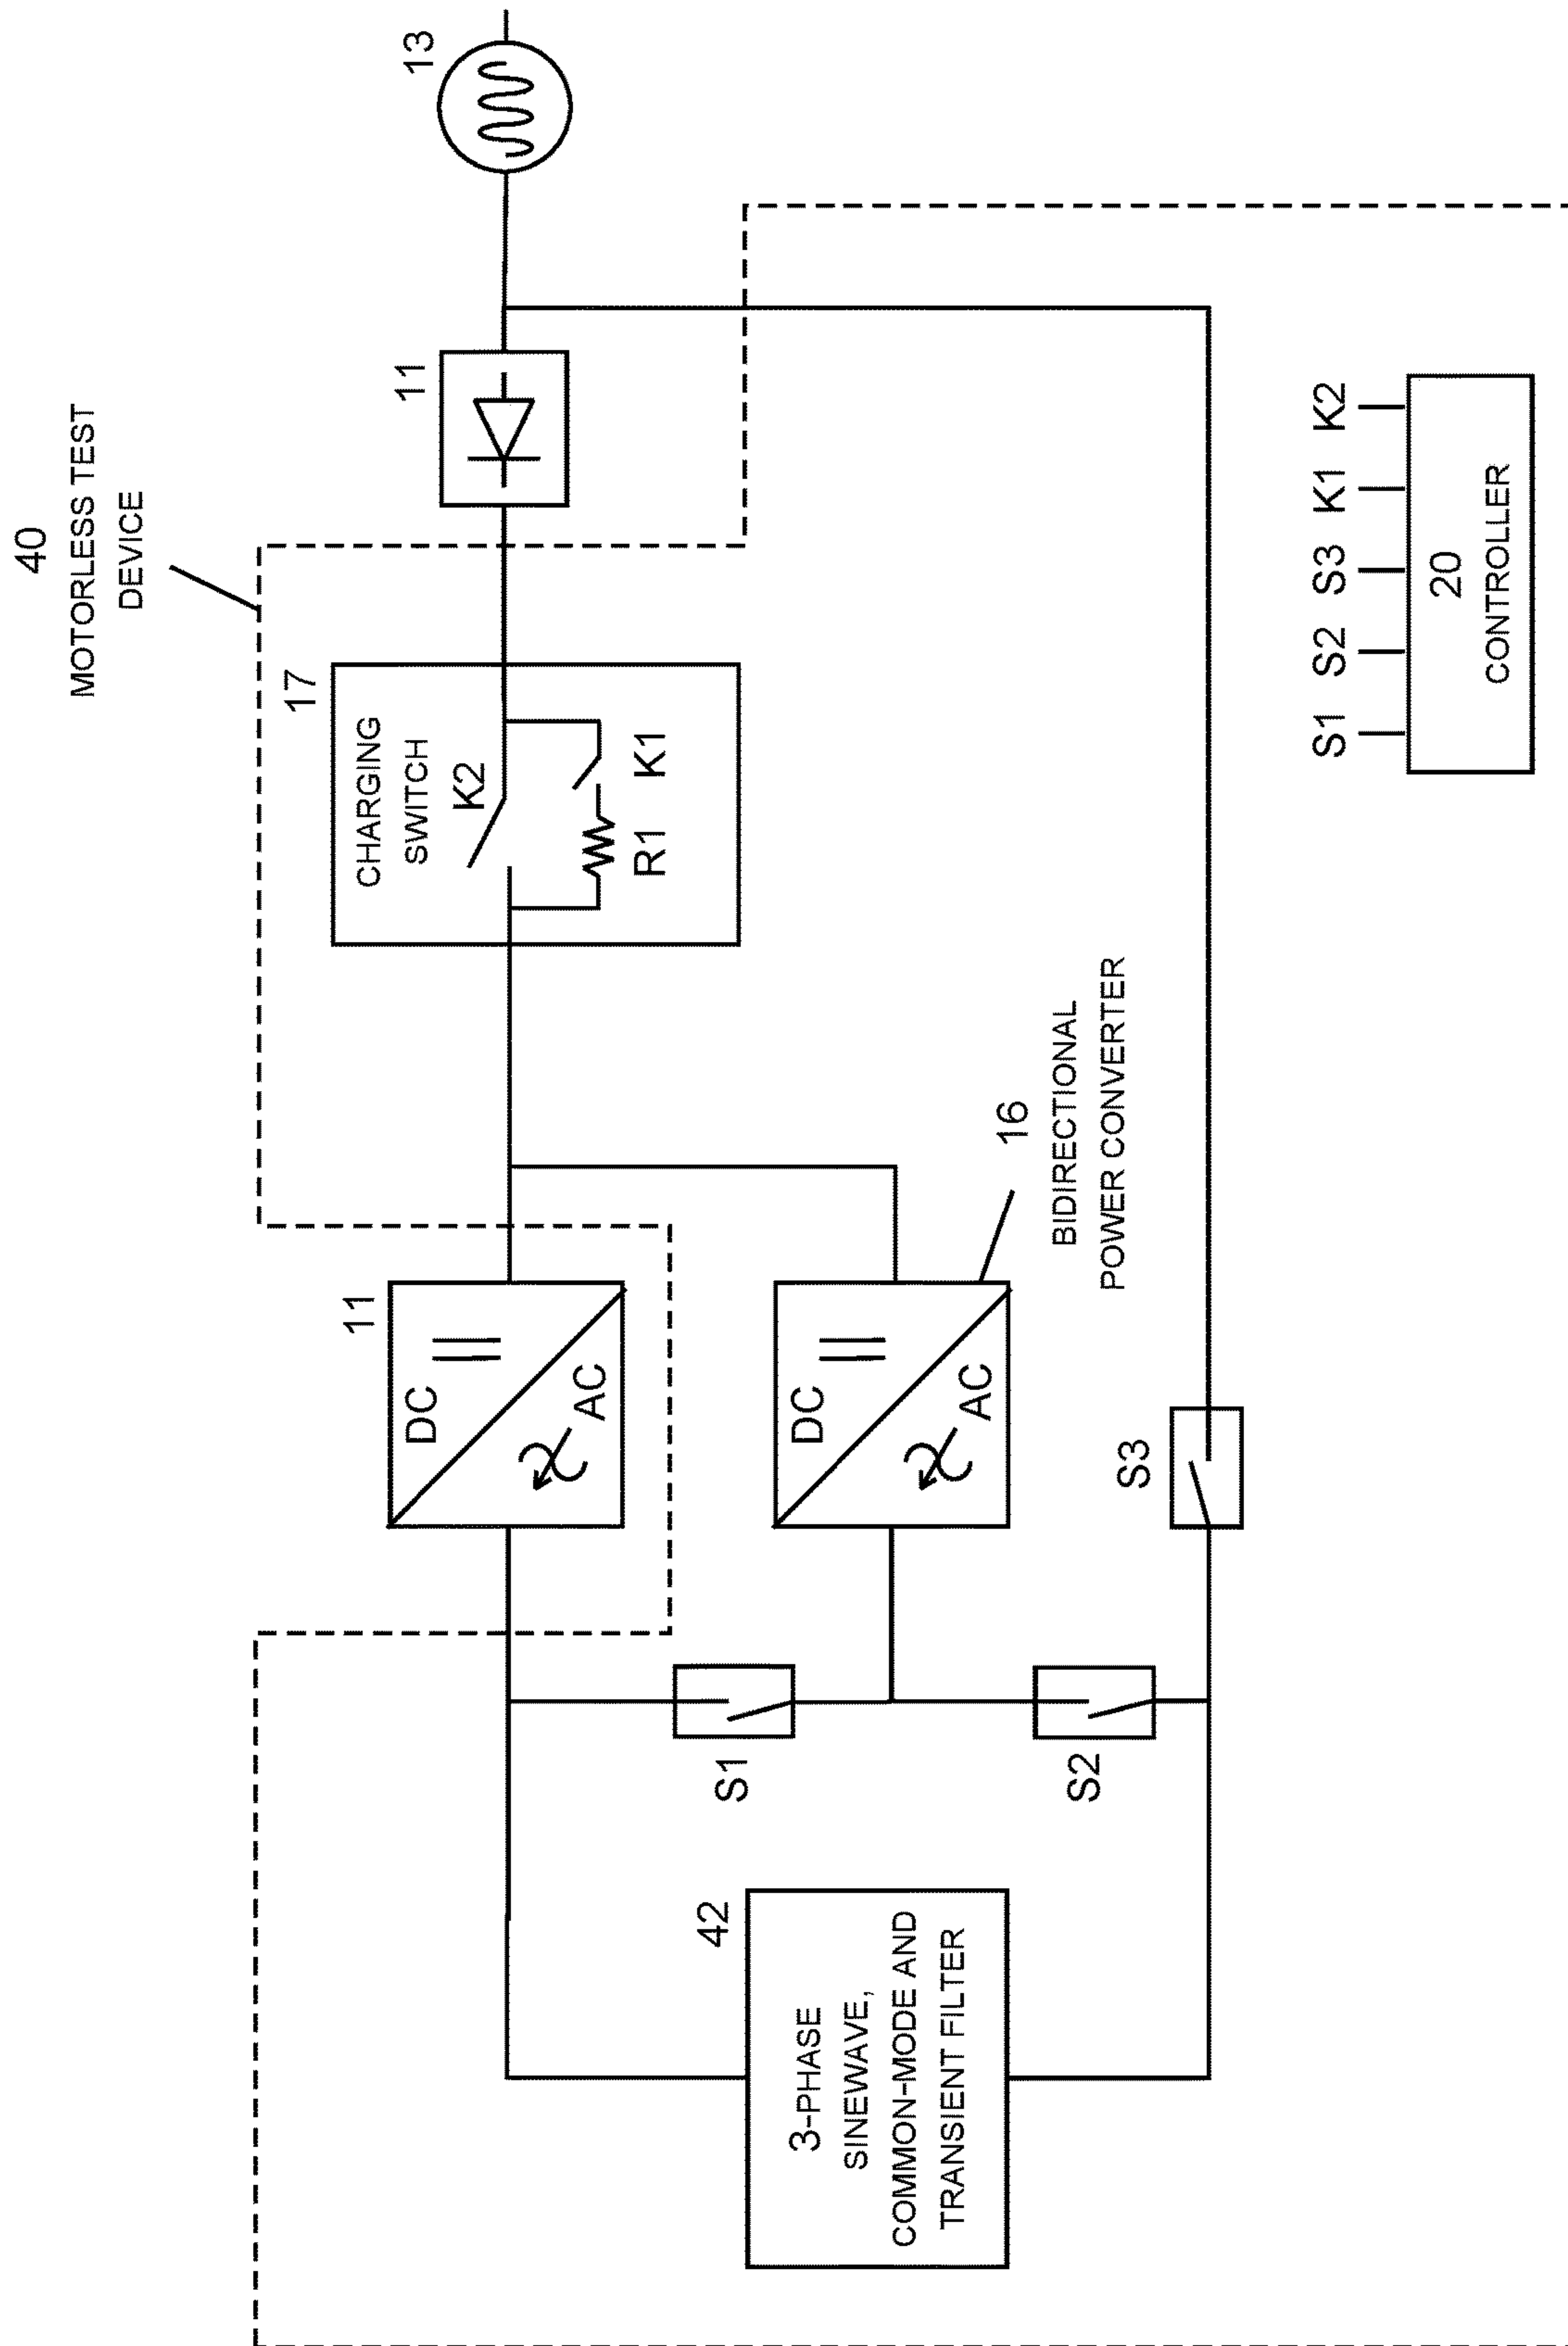 40
MOTORLESS TEST
DEVICE
13
11
17
CHARGING
SWITCH
K2
R1
K1
11
DC
AC
DC
AC
16
BIDIRECTIONAL
POWER CONVERTER
S1
S2
S3
42
3-PHASE
SINEWAVE,
COMMON-MODE AND
TRANSIENT FILTER
S1 S2 S3 K1 K2
20
CONTROLLER